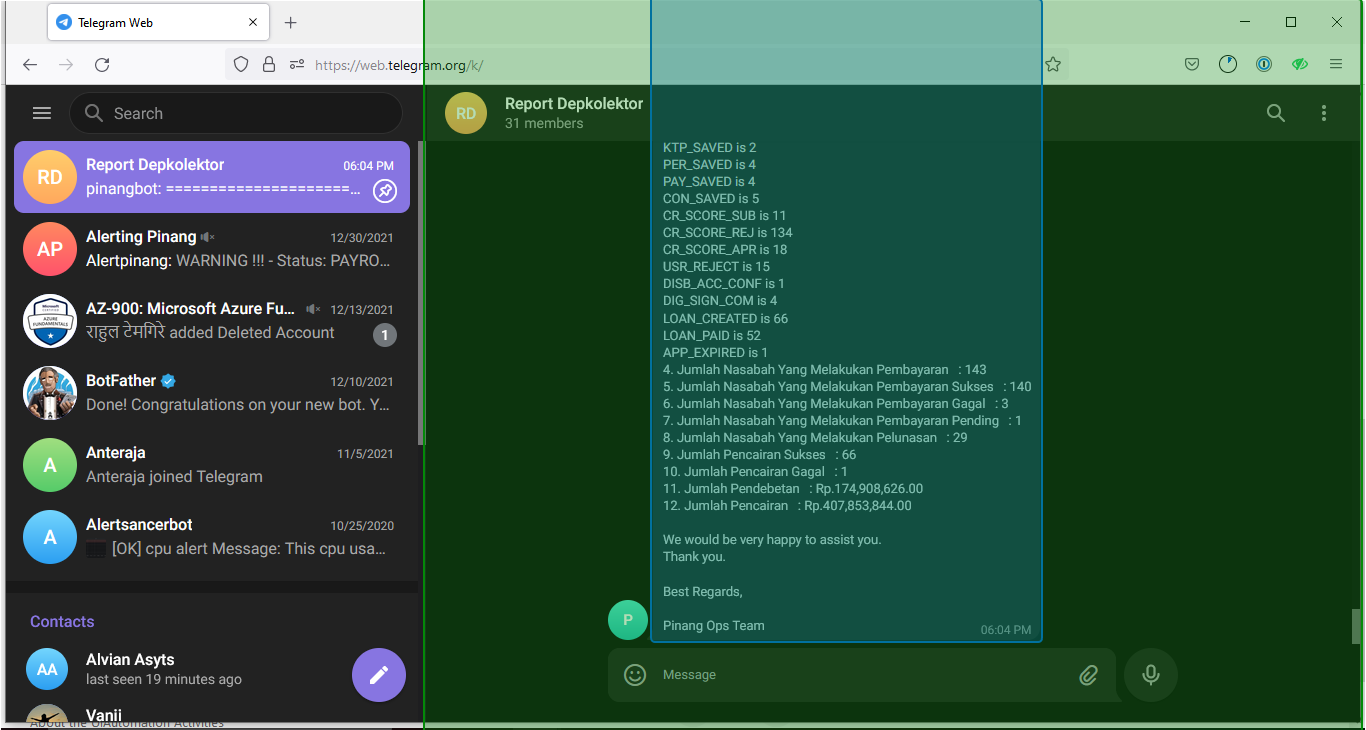 Telegram Web
https://web.telegram.org/k/
Search
RD
Report Depkolektor
31 members
RD
Report Depkolektor
06:04 PM
pinangbot: =====================...
AP
Alerting Pinang
12/30/2021
Alertpinang: WARNING !!! - Status: PAYRO...
AZ-900: Microsoft Azure Fu...
12/13/2021
राहुल टेमगिरे added Deleted Account
1
BotFather
12/10/2021
Done! Congratulations on your new bot. Y...
A
Anteraja
11/5/2021
Anteraja joined Telegram
A
Alertsancerbot
10/25/2020
[OK] cpu alert Message: This cpu usa...
Contacts
AA
Alvian Asyts
last seen 19 minutes ago
Vanii
About the UiAutomation Activities
KTP_SAVED is 2
PER_SAVED is 4
PAY_SAVED is 4
CON_SAVED is 5
CR_SCORE_SUB is 11
CR_SCORE_REJ is 134
CR_SCORE_APR is 18
USR_REJECT is 15
DISB_ACC_CONF is 1
DIG_SIGN_COM is 4
LOAN_CREATED is 66
LOAN_PAID is 52
APP_EXPIRED is 1
4. Jumlah Nasabah Yang Melakukan Pembayaran : 143
5. Jumlah Nasabah Yang Melakukan Pembayaran Sukses : 140
6. Jumlah Nasabah Yang Melakukan Pembayaran Gagal : 3
7. Jumlah Nasabah Yang Melakukan Pembayaran Pending : 1
8. Jumlah Nasabah Yang Melakukan Pelunasan : 29
9. Jumlah Pencairan Sukses : 66
10. Jumlah Pencairan Gagal : 1
11. Jumlah Pendebetan : Rp.174,908,626.00
12. Jumlah Pencairan : Rp.407,853,844.00
We would be very happy to assist you.
Thank you.
Best Regards,
Pinang Ops Team
06:04 PM
P
Message